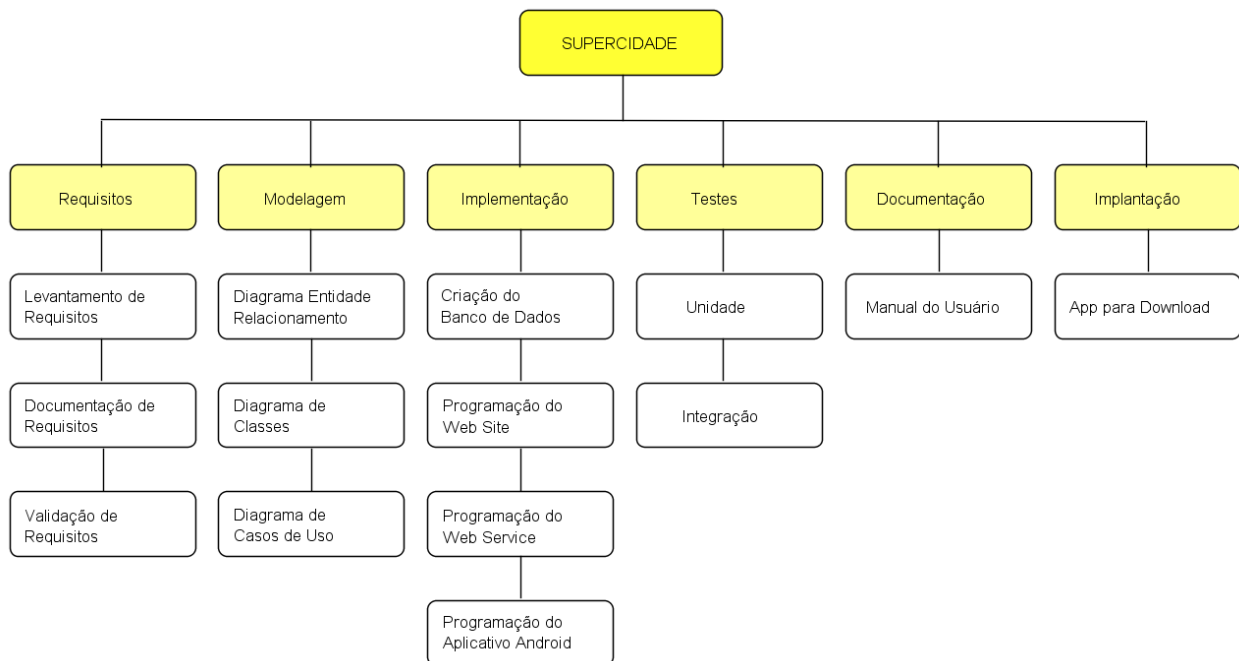 SUPERCIDADE
Requisitos
Modelagem
Implementação
Testes
Documentação
Implantação
Levantamento de
Requisitos
Diagrama Entidade
Relacionamento
Criação do
Banco de Dados
Unidade
Manual do Usuário
App para Download
Documentação de
Requisitos
Diagrama de
Classes
Programação do
Web Site
Integração
Validação de
Requisitos
Diagrama de
Casos de Uso
Programação do
Web Service
Programação do
Aplicativo Android